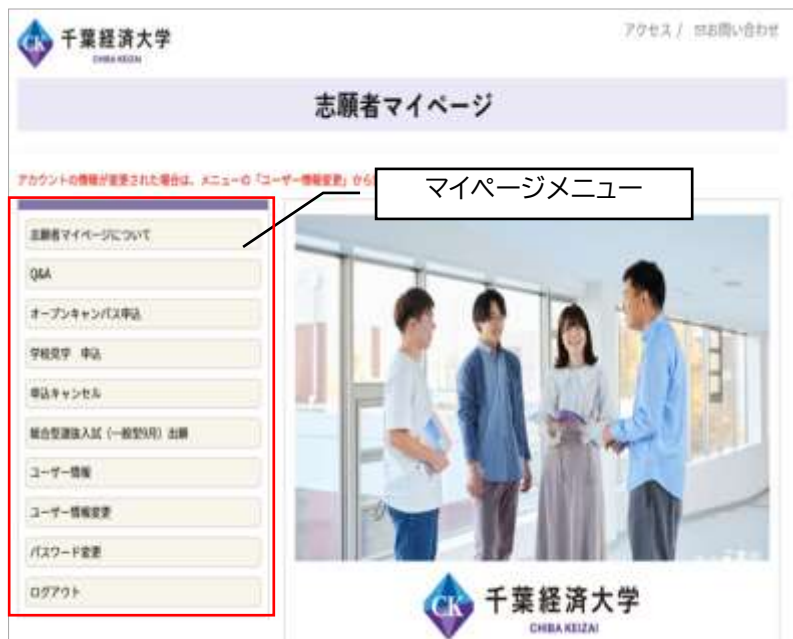 千葉経済大学
CHIBA KEIZAI
アクセス / ✉お問い合わせ
志願者マイページ
アカウントの情報が変更された場合は、メニューの「ユーザー情報変更」から
マイページメニュー
志願者マイページについて
Q&A
オープンキャンパス申込
学校見学 申込
申込キャンセル
総合型選抜入試（一般型9月）出願
ユーザー情報
ユーザー情報変更
パスワード変更
ログアウト
CK 千葉経済大学
CHIBA KEIZAI